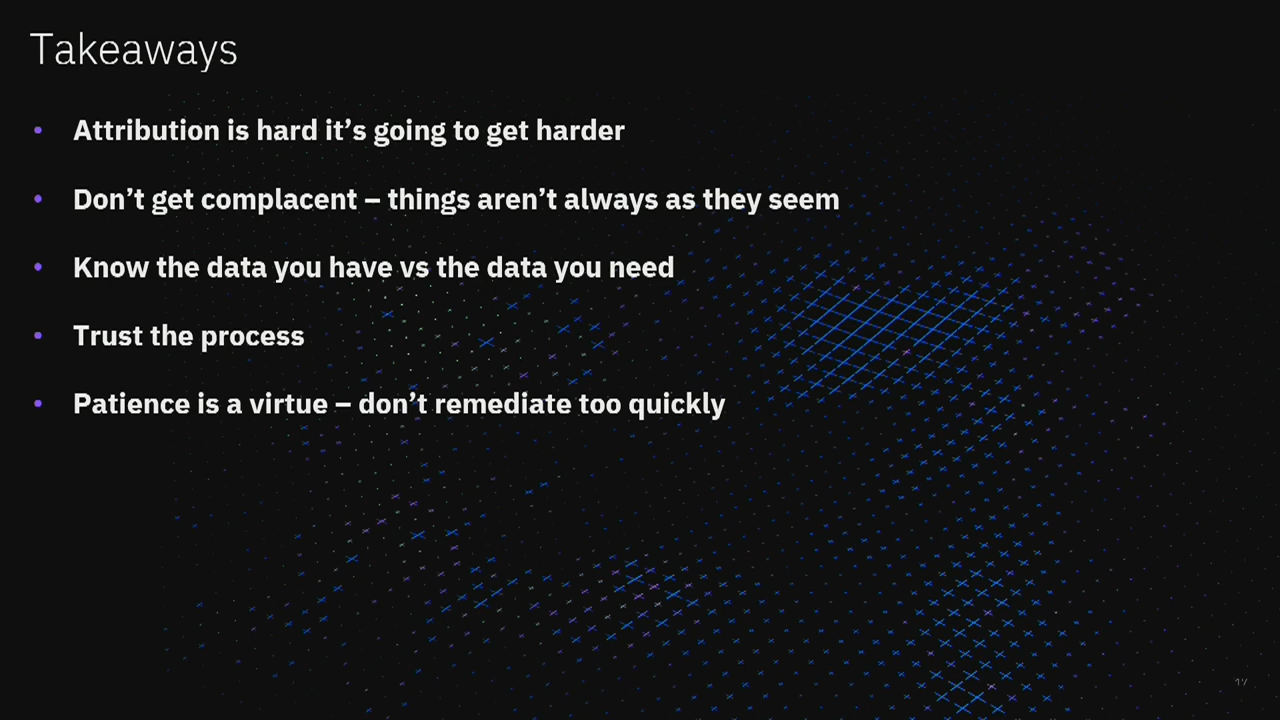 Takeaways
• Attribution is hard it’s going to get harder
• Don’t get complacent – things aren’t always as they seem
• Know the data you have vs the data you need
• Trust the process
• Patience is a virtue – don’t remediate too quickly